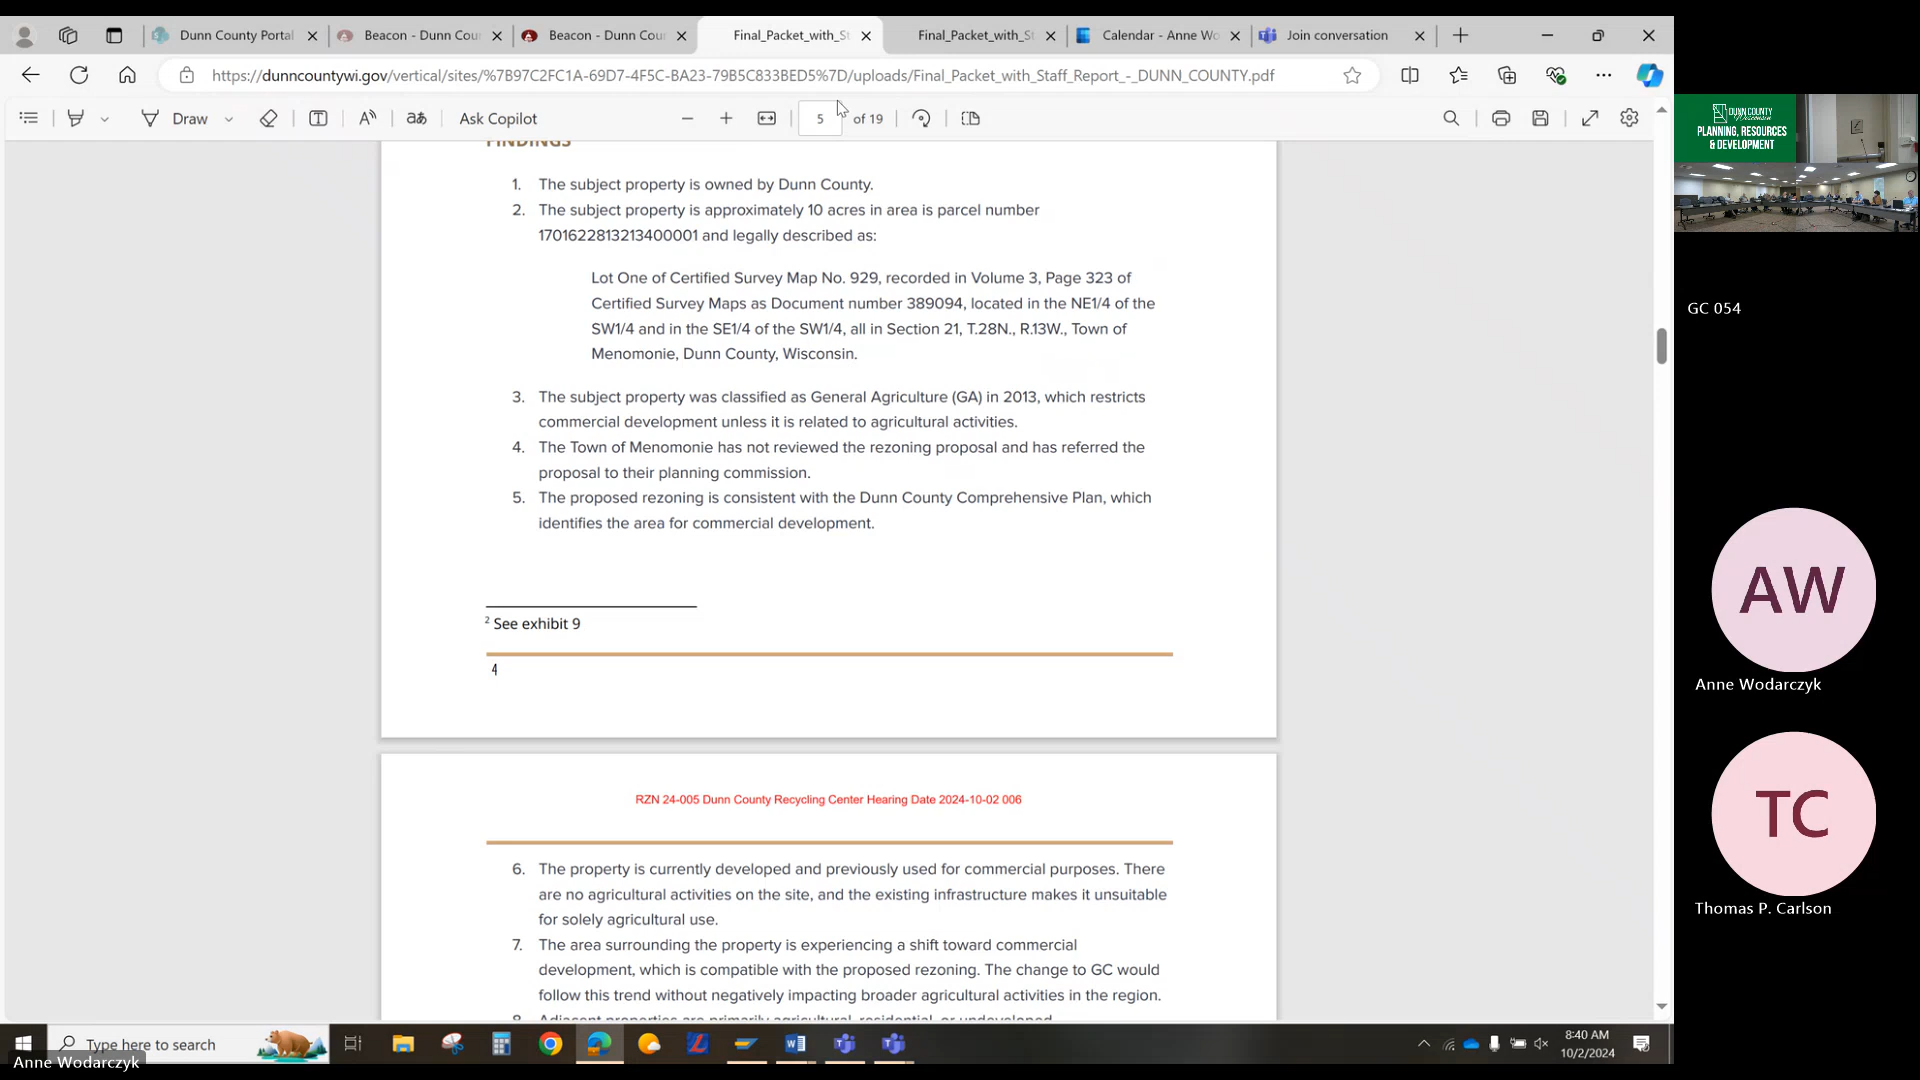 Dunn County Portal
Beacon - Dunn Cou
Beacon - Dunn Cou
Final_Packet_with_St
Final_Packet_with_St
Calendar - Anne Wo
Join conversation
https://dunncountywi.gov/vertical/sites/%7B97C2FC1A-69D7-4F5C-BA23-79B5C833BED5%7D/uploads/Final_Packet_with_Staff_Report_-_DUNN_COUNTY.pdf
Draw
Ask Copilot
5 of 19
FINDINGS
1. The subject property is owned by Dunn County.
2. The subject property is approximately 10 acres in area is parcel number
1701622813213400001 and legally described as:
Lot One of Certified Survey Map No. 929, recorded in Volume 3, Page 323 of
Certified Survey Maps as Document number 389094, located in the NE1/4 of the
SW1/4 and in the SE1/4 of the SW1/4, all in Section 21, T.28N., R.13W., Town of
Menomonie, Dunn County, Wisconsin.
3. The subject property was classified as General Agriculture (GA) in 2013, which restricts
commercial development unless it is related to agricultural activities.
4. The Town of Menomonie has not reviewed the rezoning proposal and has referred the
proposal to their planning commission.
5. The proposed rezoning is consistent with the Dunn County Comprehensive Plan, which
identifies the area for commercial development.
2 See exhibit 9
4
RZN 24-005 Dunn County Recycling Center Hearing Date 2024-10-02 006
6. The property is currently developed and previously used for commercial purposes. There
are no agricultural activities on the site, and the existing infrastructure makes it unsuitable
for solely agricultural use.
7. The area surrounding the property is experiencing a shift toward commercial
development, which is compatible with the proposed rezoning. The change to GC would
follow this trend without negatively impacting broader agricultural activities in the region.
8. Adjacent properties are primarily agricultural, residential, or undeveloped
Type here to search
8:40 AM
10/2/2024
Anne Wodarczyk
DUNN COUNTY
Wisconsin
PLANNING, RESOURCES
& DEVELOPMENT
GC 054
AW
Anne Wodarczyk
TC
Thomas P. Carlson